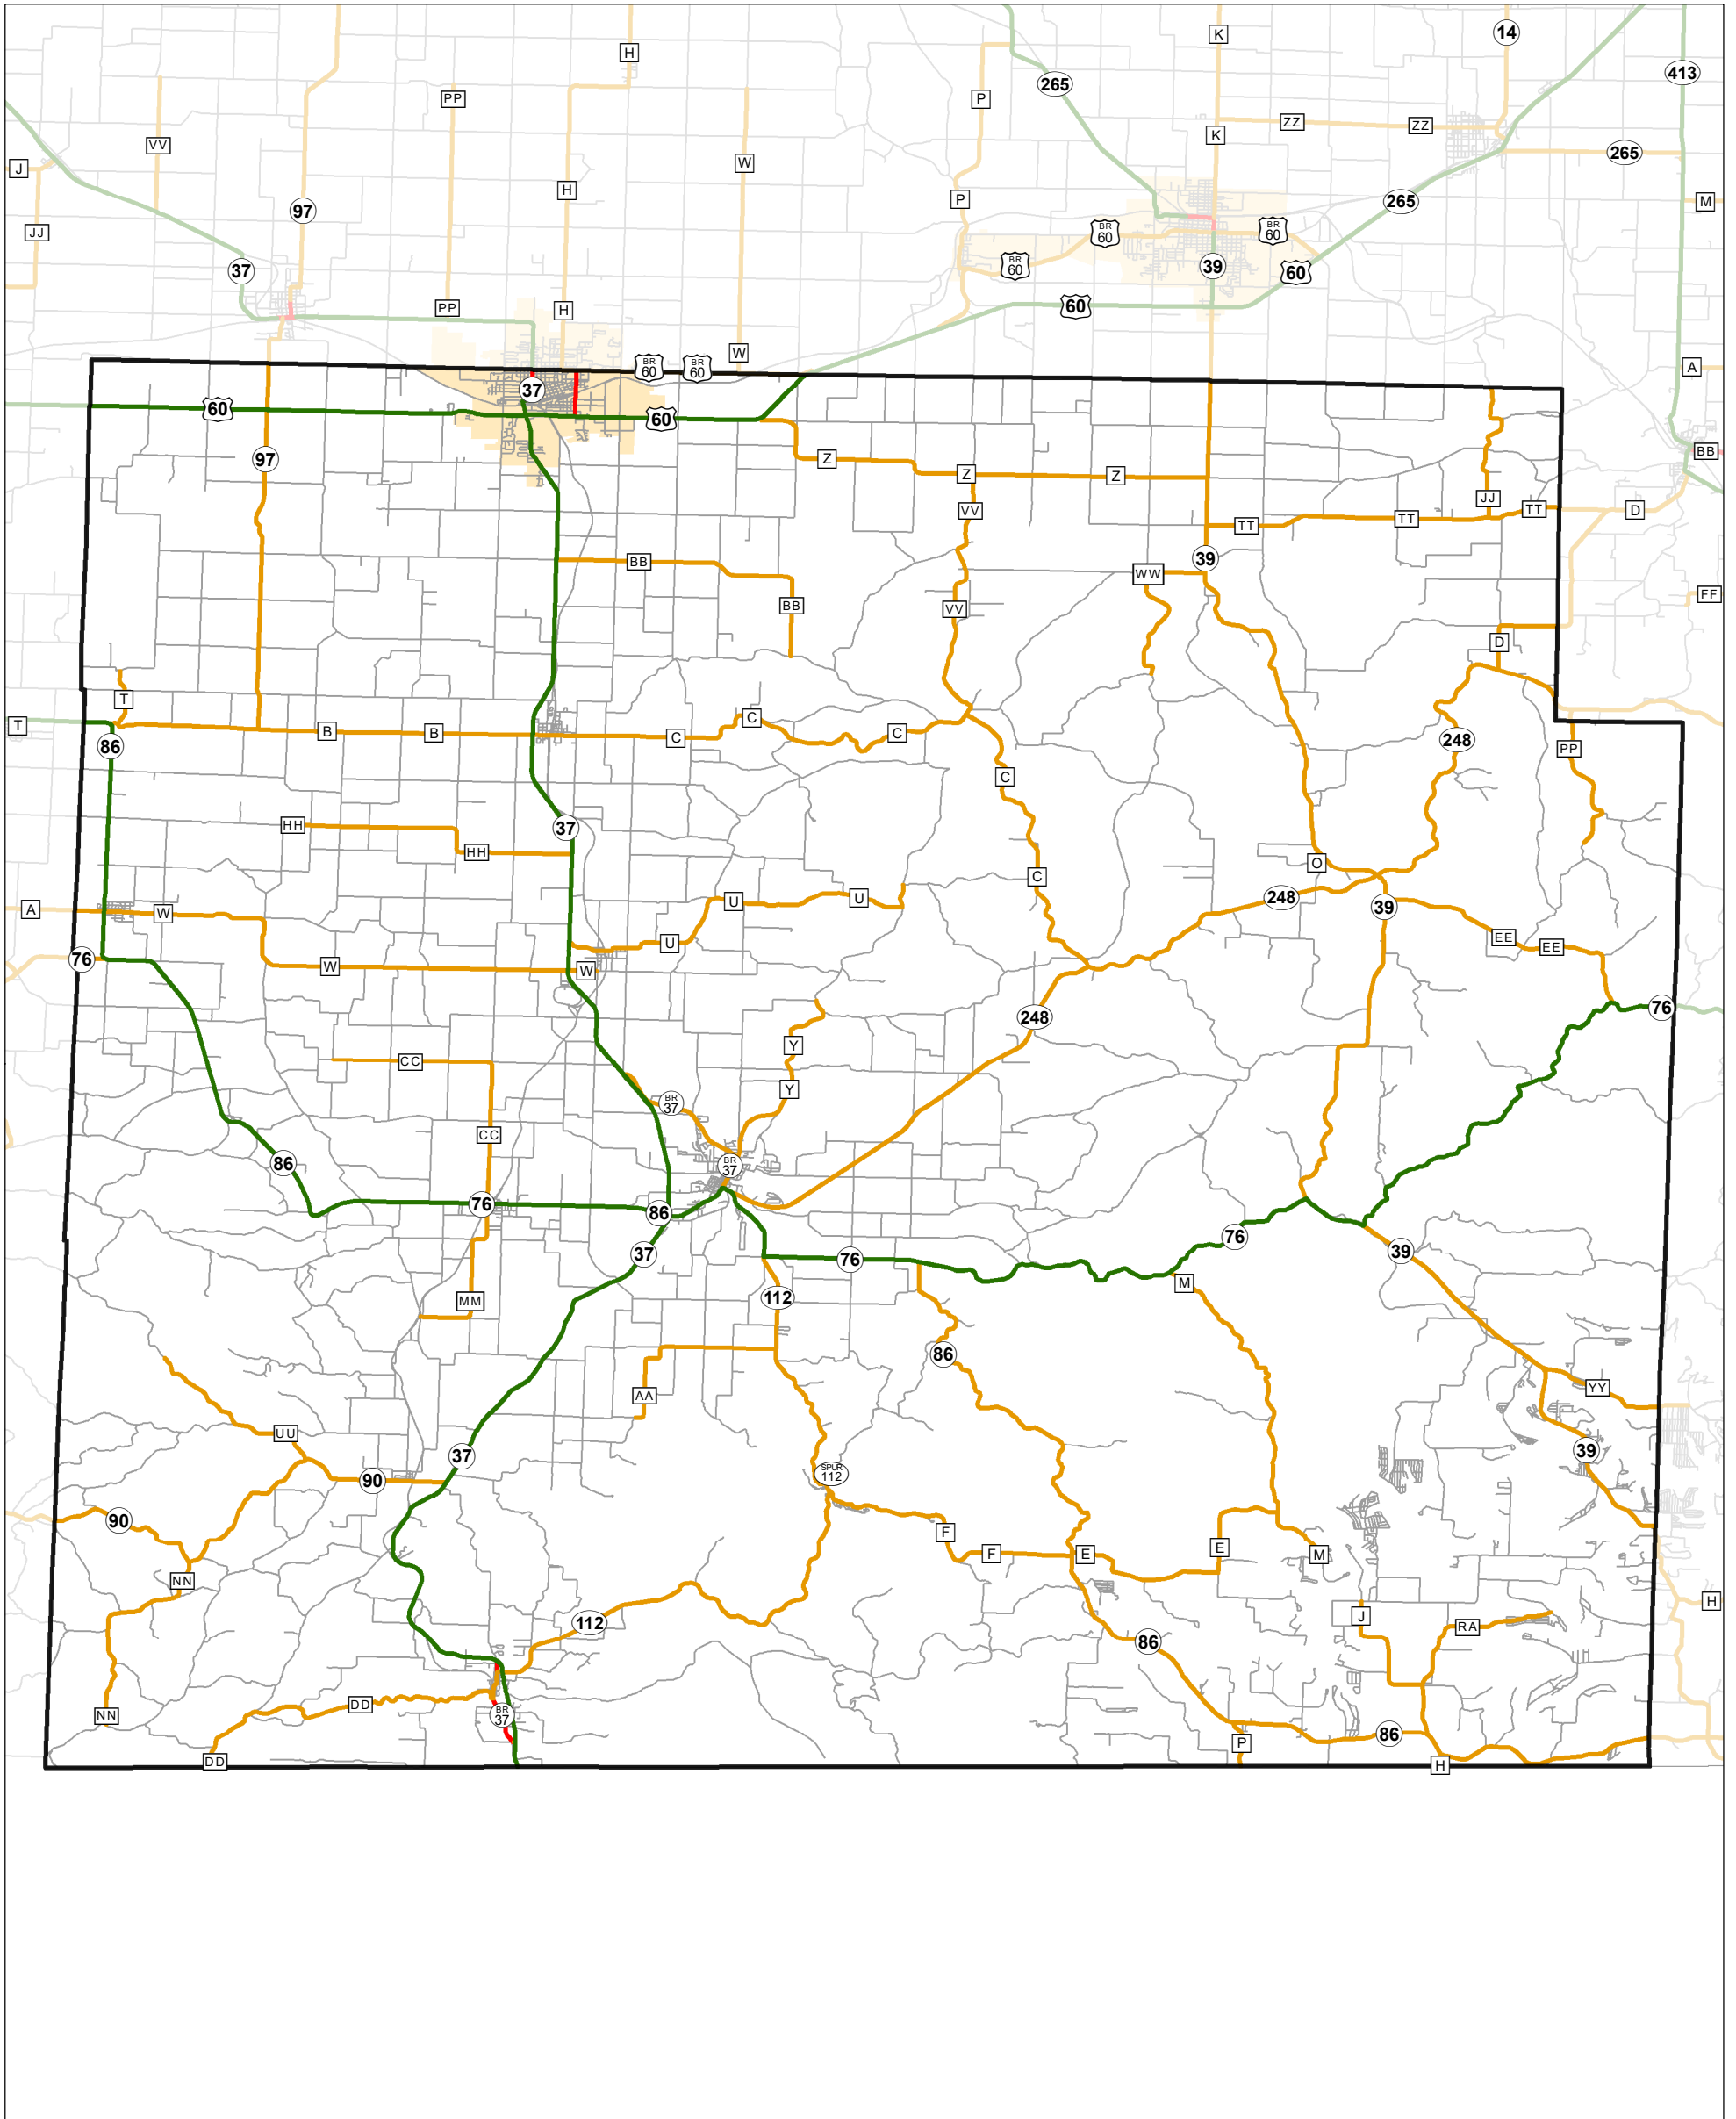 14
K
H
413
265
P
PP
ZZ
ZZ
K
VV
265
W
J
H
P
265
M
97
JJ
BR
60
BR
60
BR
60
39
37
60
PP
60
H
W
BR
60
BR
60
A
37
60
60
97
BB
Z
Z
Z
JJ
VV
TT
D
TT
TT
39
BB
WW
FF
BB
VV
D
T
C
T
B
B
C
C
248
86
PP
C
HH
37
HH
O
C
248
U
U
A
W
39
EE
U
EE
76
W
W
76
248
Y
CC
Y
BR
37
CC
86
BR
37
76
86
76
37
76
39
M
112
MM
86
YY
AA
UU
39
37
SPUR
112
90
90
F
E
F
E
M
NN
H
J
112
RA
86
DD
NN
BR
37
86
P
DD
H